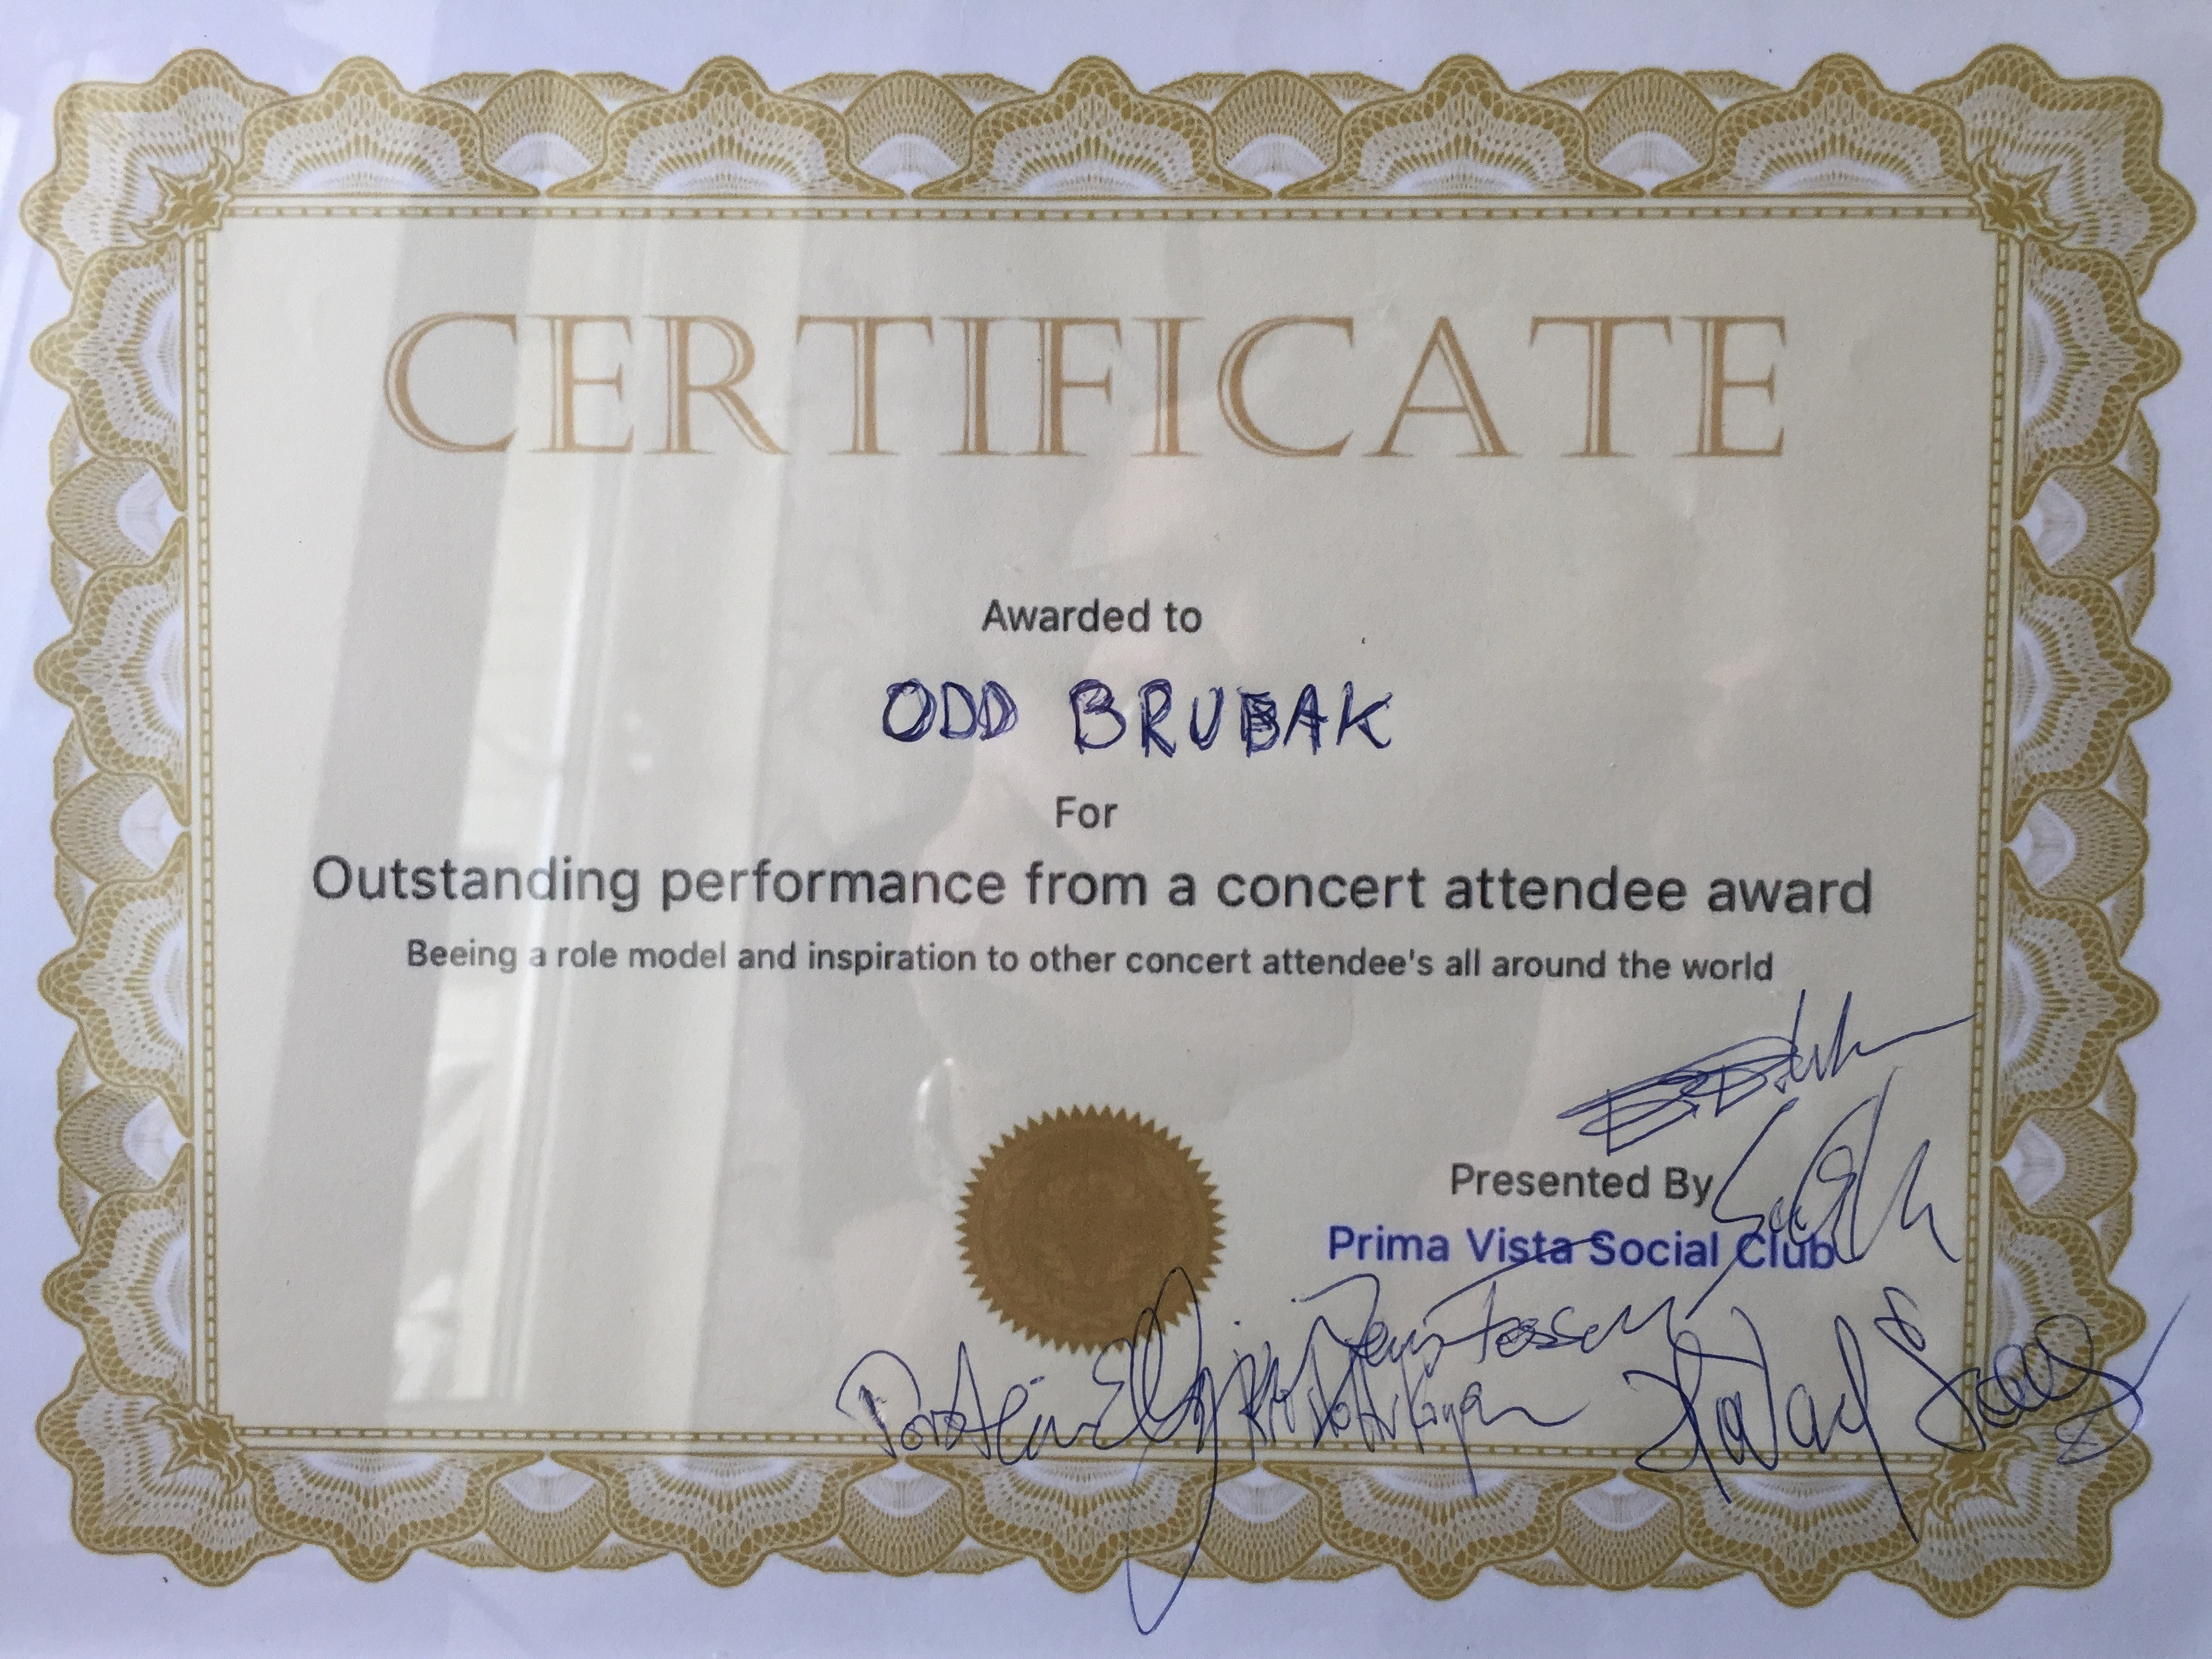 CERTIFICATE
Awarded to
ODD BRUBAK
For
Outstanding performance from a concert attendee award
Beeing a role model and inspiration to other concert attendee's all around the world
Presented By
Prima Vista Social Club